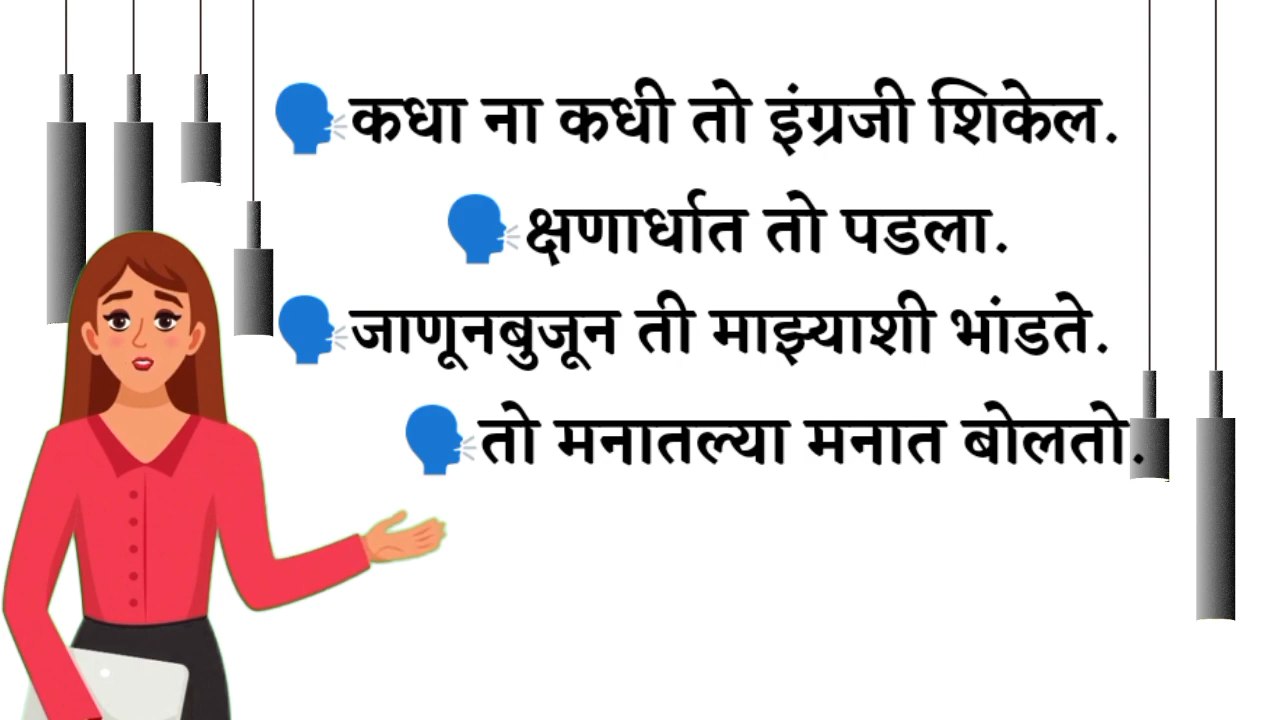 कधा ना कधी तो इंग्रजी शिकेल.
क्षणार्धात तो पडला.
जाणूनबुजून ती माझ्याशी भांडते.
तो मनातल्या मनात बोलतो.